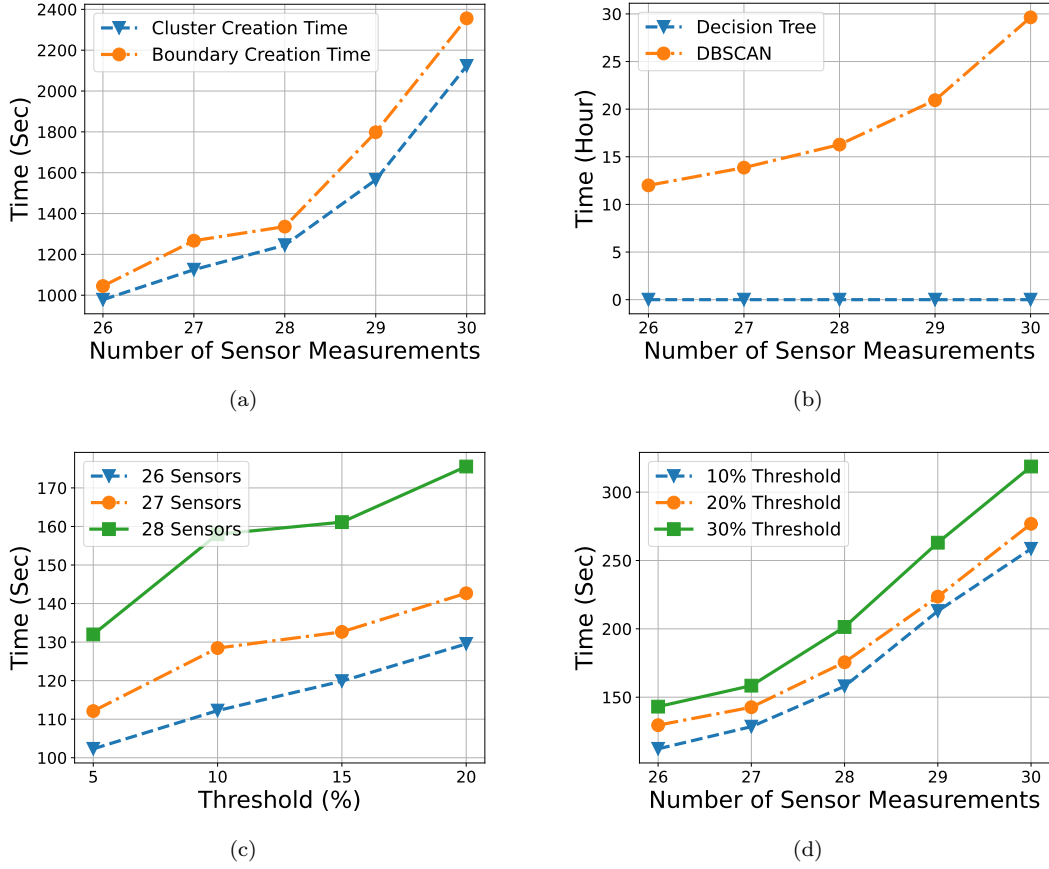 Cluster Creation Time
Boundary Creation Time
Time (Sec)
2400
2200
2000
1800
1600
1400
1200
1000
26 27 28 29 30
Number of Sensor Measurements
(a)
Decision Tree
DBSCAN
Time (Hour)
30
25
20
15
10
5
0
26 27 28 29 30
Number of Sensor Measurements
(b)
26 Sensors
27 Sensors
28 Sensors
Time (Sec)
170
160
150
140
130
120
110
100
5 10 15 20
Threshold (%)
(c)
10% Threshold
20% Threshold
30% Threshold
Time (Sec)
300
250
200
150
26 27 28 29 30
Number of Sensor Measurements
(d)